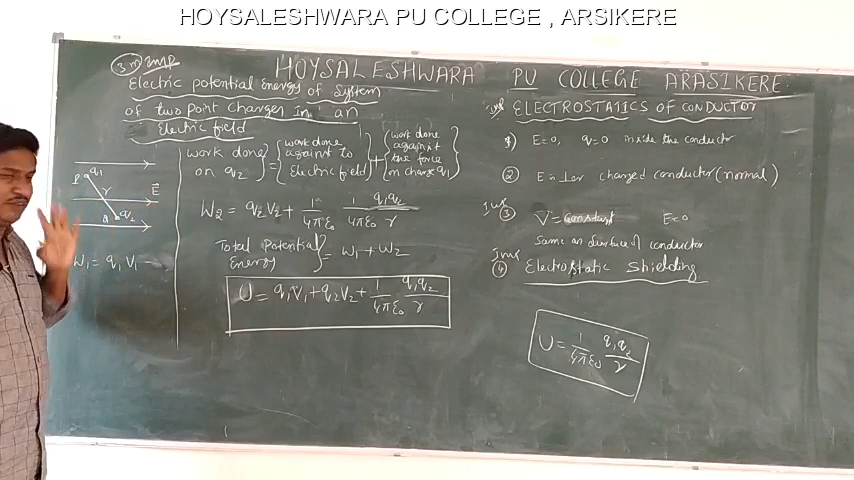 HOYSALESHWARA PU COLLEGE , ARSIKERE
HOYSALESHWARA PU COLLEGE ARASIKERE
3m Imp
Electric potential Energy of System
of two Point Charges In an
Electric field
q₁
P
r
E
Q
q₂
W₁ = q₁V₁
work done on q₂ } = { work done against to Electric field } + { work done against the force on charge q₁ }
W₂ = q₂V₂ + 1/4πε₀ 1/4πε₀ q₁q₂/r
Total Potential Energy } = W₁ + W₂
U = q₁V₁ + q₂V₂ + 1/4πε₀ q₁q₂/r
ELECTROSTATICS OF CONDUCTOR
E=0, q=0 inside the conductor
② E is ⊥er charged conductor (normal)
③ V = Constant E=0
Same on surface of conductor
④ Electrostatic Shielding
U = 1/4πε₀ q₁q₂/r